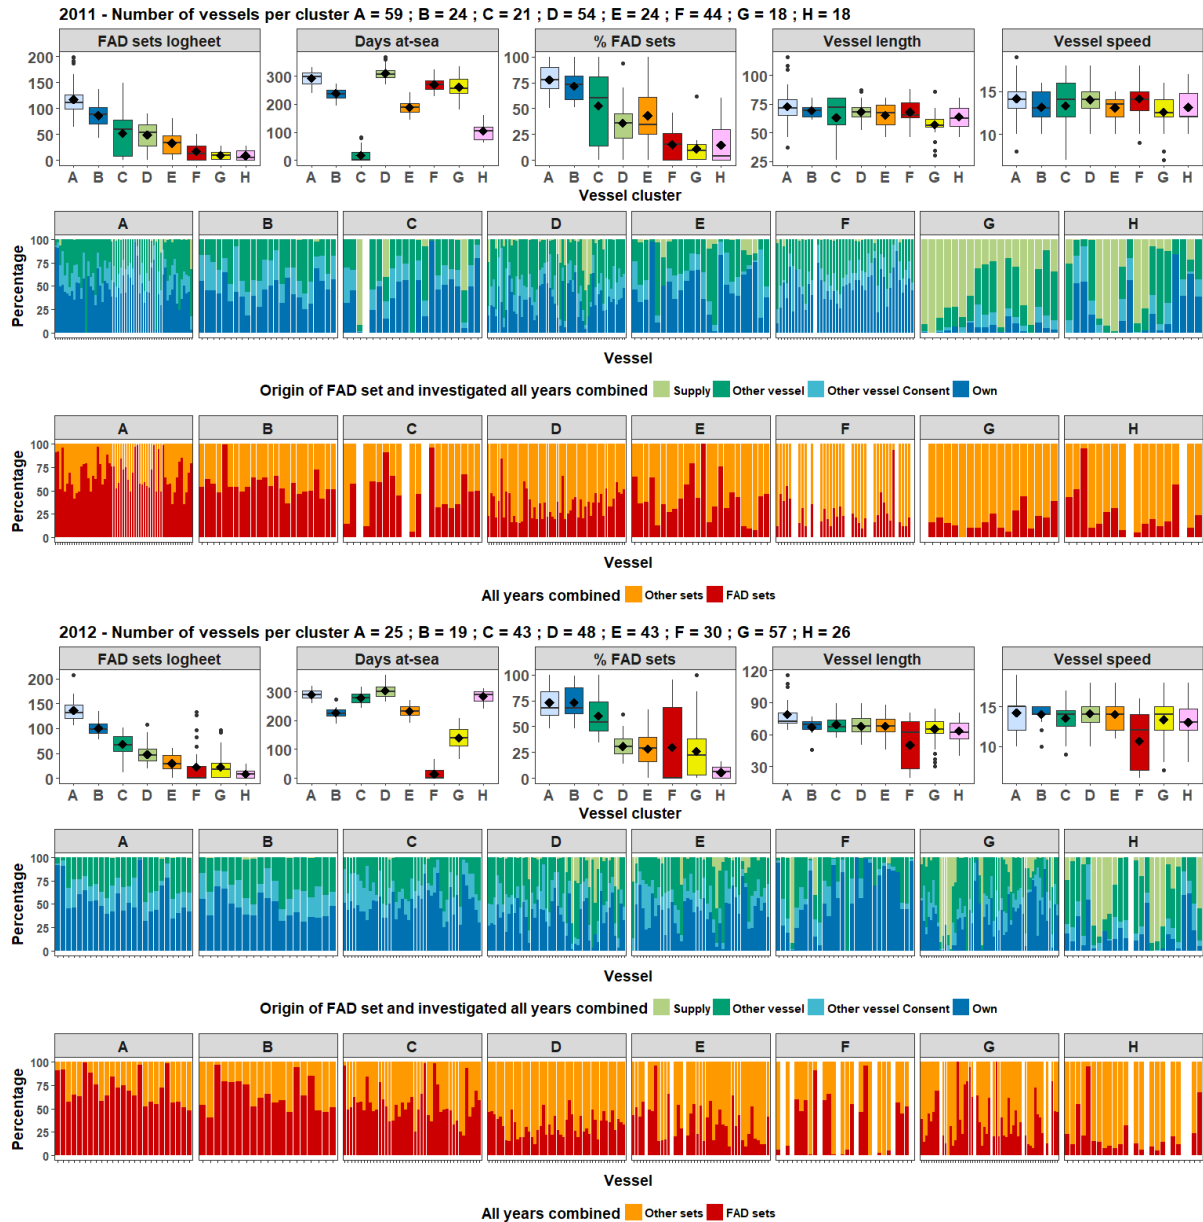 2011 - Number of vessels per cluster A = 59 ; B = 24 ; C = 21 ; D = 54 ; E = 24 ; F = 44 ; G = 18 ; H = 18
FAD sets logheet Days at-sea % FAD sets Vessel length Vessel speed
200 150 100 50 0
300 200 100 0
100 75 50 25 0
100 75 50 25
15 10
A B C D E F G H A B C D E F G H A B C D E F G H A B C D E F G H A B C D E F G H
Vessel cluster
A B C D E F G H
Percentage
100
75
50
25
0
Vessel
Origin of FAD set and investigated all years combined Supply Other vessel Other vessel Consent Own
A B C D E F G H
Percentage
100
75
50
25
0
Vessel
All years combined Other sets FAD sets
2012 - Number of vessels per cluster A = 25 ; B = 19 ; C = 43 ; D = 48 ; E = 43 ; F = 30 ; G = 57 ; H = 26
FAD sets logheet Days at-sea % FAD sets Vessel length Vessel speed
200 150 100 50 0
300 200 100 0
100 75 50 25 0
120 90 60 30
15 10
A B C D E F G H A B C D E F G H A B C D E F G H A B C D E F G H A B C D E F G H
Vessel cluster
A B C D E F G H
Percentage
100
75
50
25
0
Vessel
Origin of FAD set and investigated all years combined Supply Other vessel Other vessel Consent Own
A B C D E F G H
Percentage
100
75
50
25
0
Vessel
All years combined Other sets FAD sets